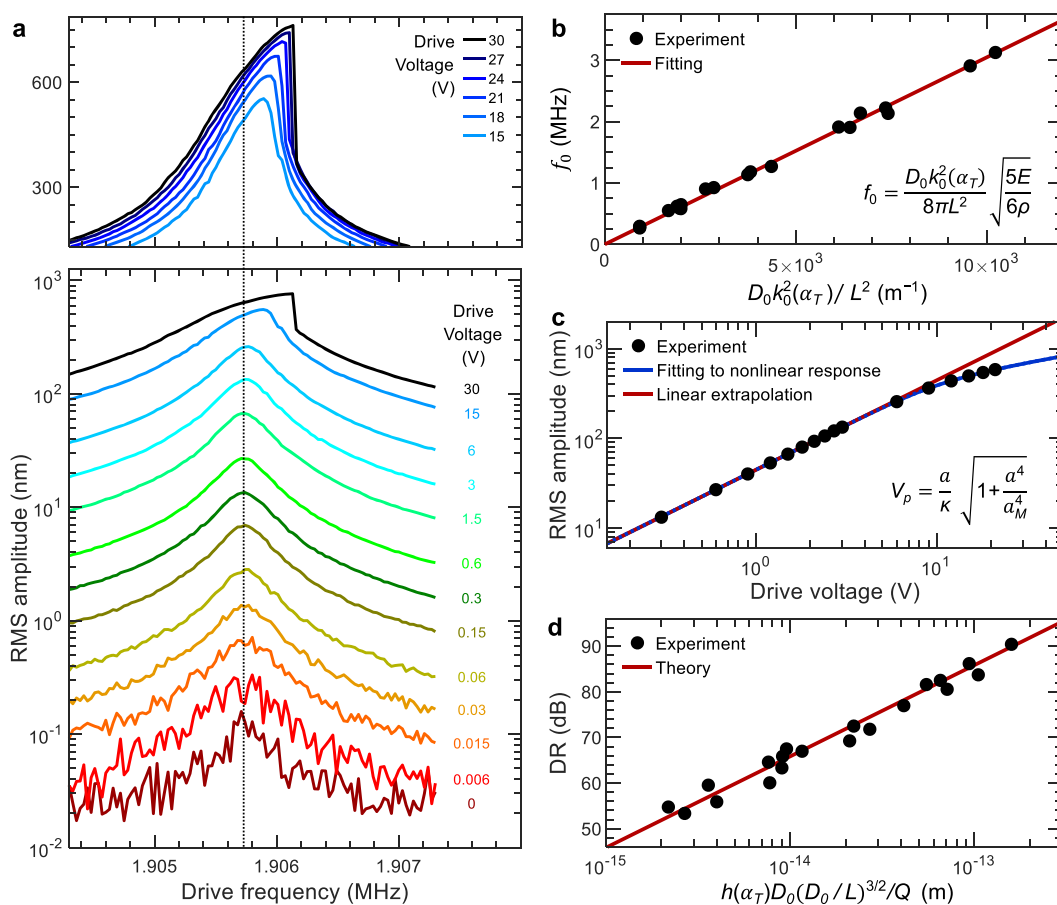 a
Drive
Voltage
(V)
30
27
24
21
18
15
600
300
10³
10²
10¹
10⁰
10⁻¹
10⁻²
RMS amplitude (nm)
Drive
Voltage
(V)
30
15
6
3
1.5
0.6
0.3
0.15
0.06
0.03
0.015
0.006
0
1.905
1.906
1.907
Drive frequency (MHz)
b
Experiment
Fitting
3
2
1
0
f₀ (MHz)
f₀ = D₀k₀²(α_T) / 8πL² √(5E / 6ρ)
0
5×10³
10×10³
D₀k₀²(α_T)/ L² (m⁻¹)
c
Experiment
Fitting to nonlinear response
Linear extrapolation
10³
10²
10¹
RMS amplitude (nm)
V_p = a / κ √(1 + a⁴ / a_M⁴)
10⁰
10¹
Drive voltage (V)
d
Experiment
Theory
90
80
70
60
50
DR (dB)
10⁻¹⁵
10⁻¹⁴
10⁻¹³
h(α_T)D₀(D₀/L)³ᐟ²/Q (m)